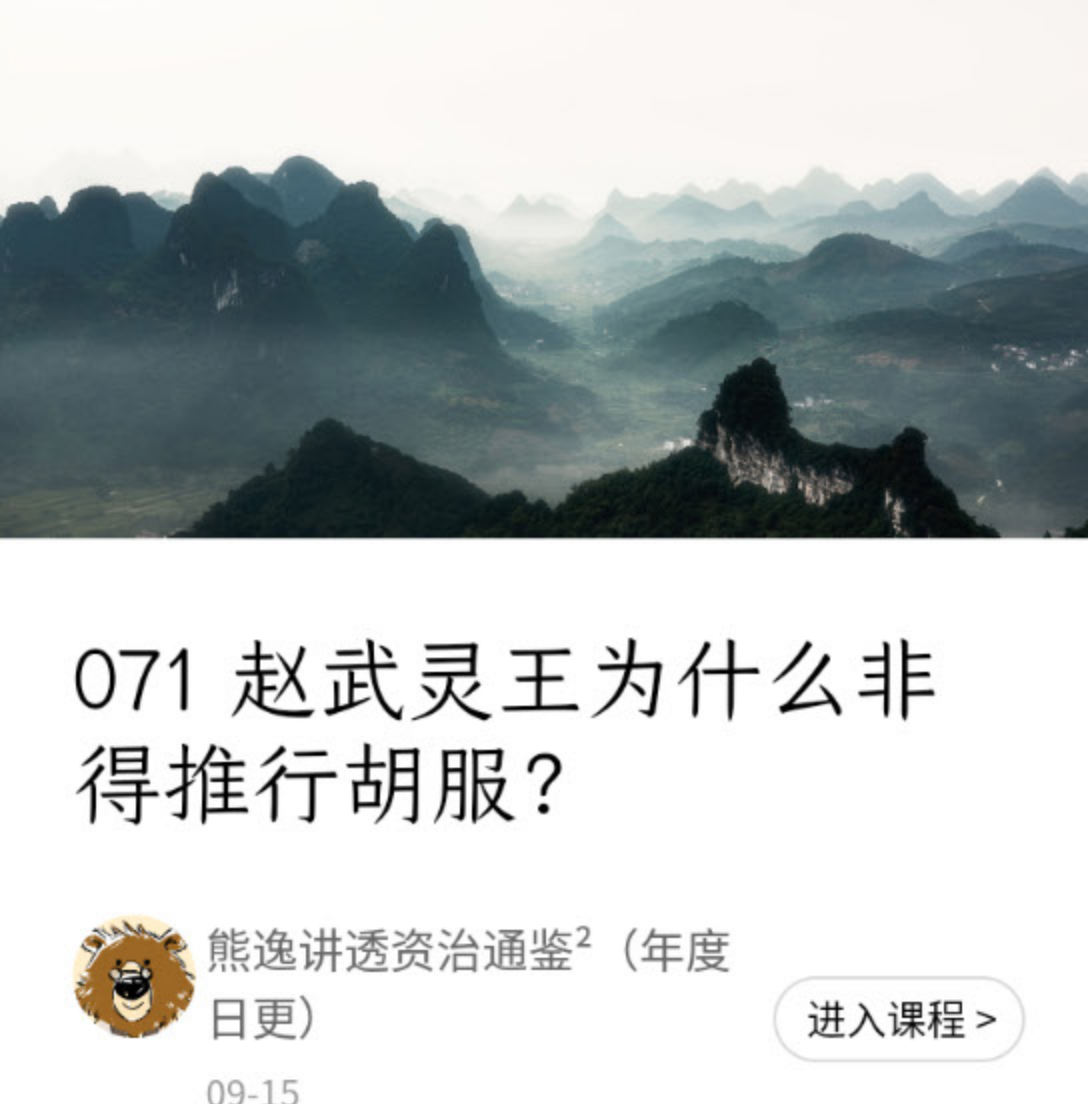 071 赵武灵王为什么非
得推行胡服？
熊逸讲透资治通鉴²（年度
日更）
进入课程 >
09-15